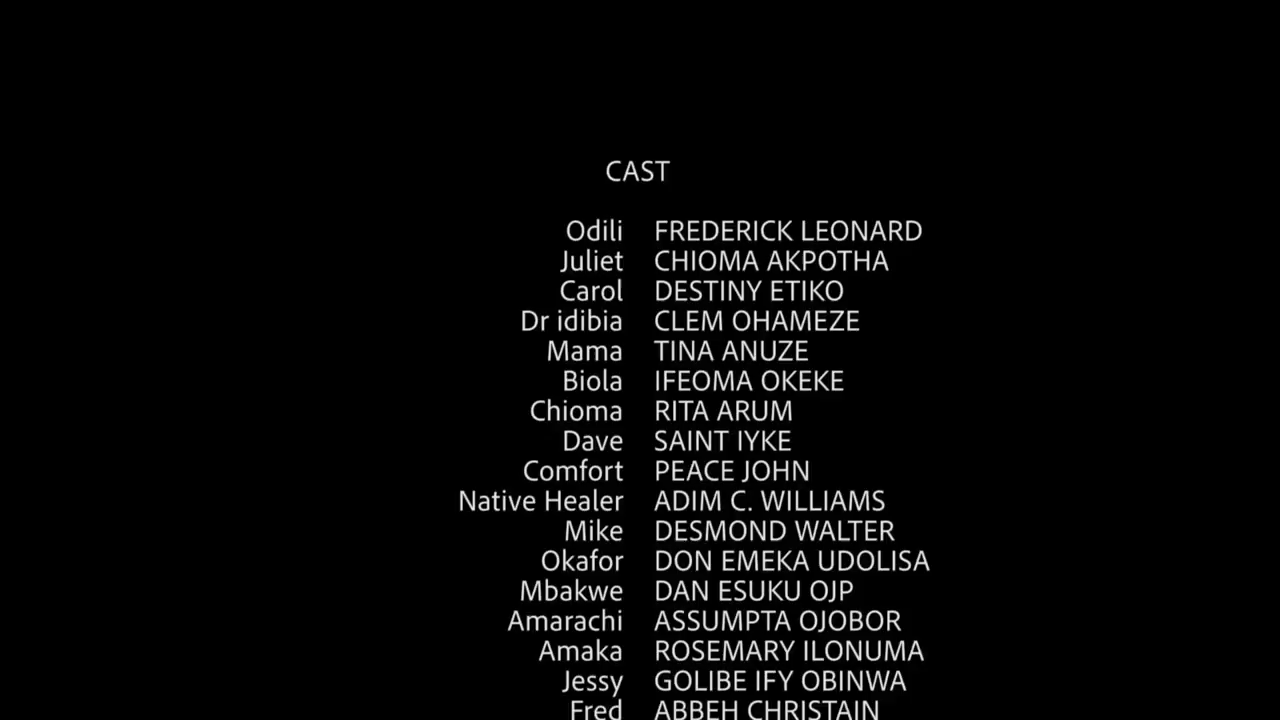 CAST
Odili FREDERICK LEONARD
Juliet CHIOMA AKPOTHA
Carol DESTINY ETIKO
Dr idibia CLEM OHAMEZE
Mama TINA ANUZE
Biola IFEOMA OKEKE
Chioma RITA ARUM
Dave SAINT IYKE
Comfort PEACE JOHN
Native Healer ADIM C. WILLIAMS
Mike DESMOND WALTER
Okafor DON EMEKA UDOLISA
Mbakwe DAN ESUKU OJP
Amarachi ASSUMPTA OJOBOR
Amaka ROSEMARY ILONUMA
Jessy GOLIBE IFY OBINWA
Fred ABBEH CHRISTAIN